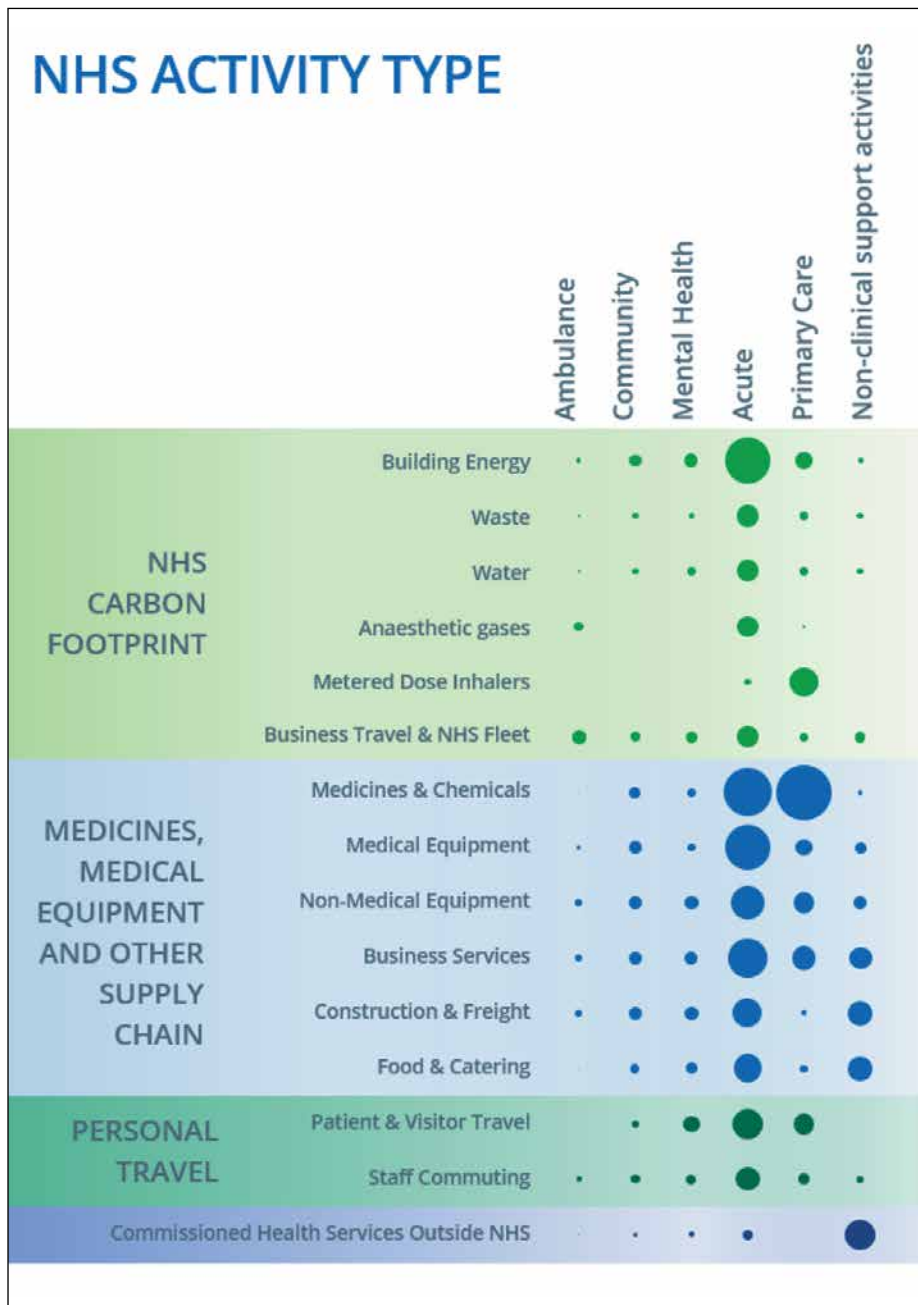 NHS ACTIVITY TYPE
Ambulance
Community
Mental Health
Acute
Primary Care
Non-clinical support activities
NHS
CARBON
FOOTPRINT
Building Energy
Waste
Water
Anaesthetic gases
Metered Dose Inhalers
Business Travel & NHS Fleet
MEDICINES,
MEDICAL
EQUIPMENT
AND OTHER
SUPPLY
CHAIN
Medicines & Chemicals
Medical Equipment
Non-Medical Equipment
Business Services
Construction & Freight
Food & Catering
PERSONAL
TRAVEL
Patient & Visitor Travel
Staff Commuting
Commissioned Health Services Outside NHS